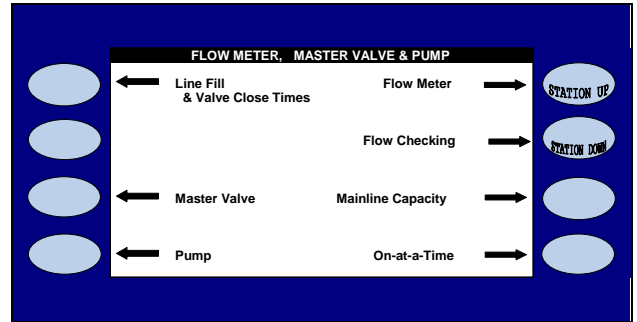 FLOW METER, MASTER VALVE & PUMP
Line Fill
& Valve Close Times
Flow Meter
STATION UP
Flow Checking
STATION DOWN
Master Valve
Mainline Capacity
Pump
On-at-a-Time